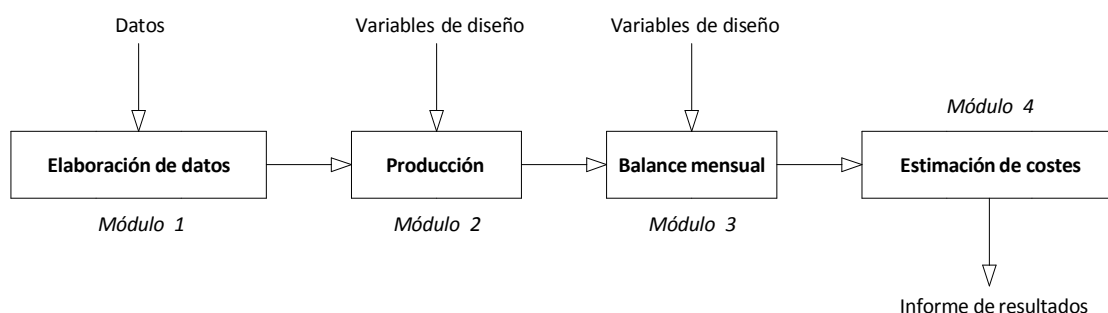 Datos
Variables de diseño
Variables de diseño
Módulo 4
Elaboración de datos
Producción
Balance mensual
Estimación de costes
Módulo 1
Módulo 2
Módulo 3
Informe de resultados